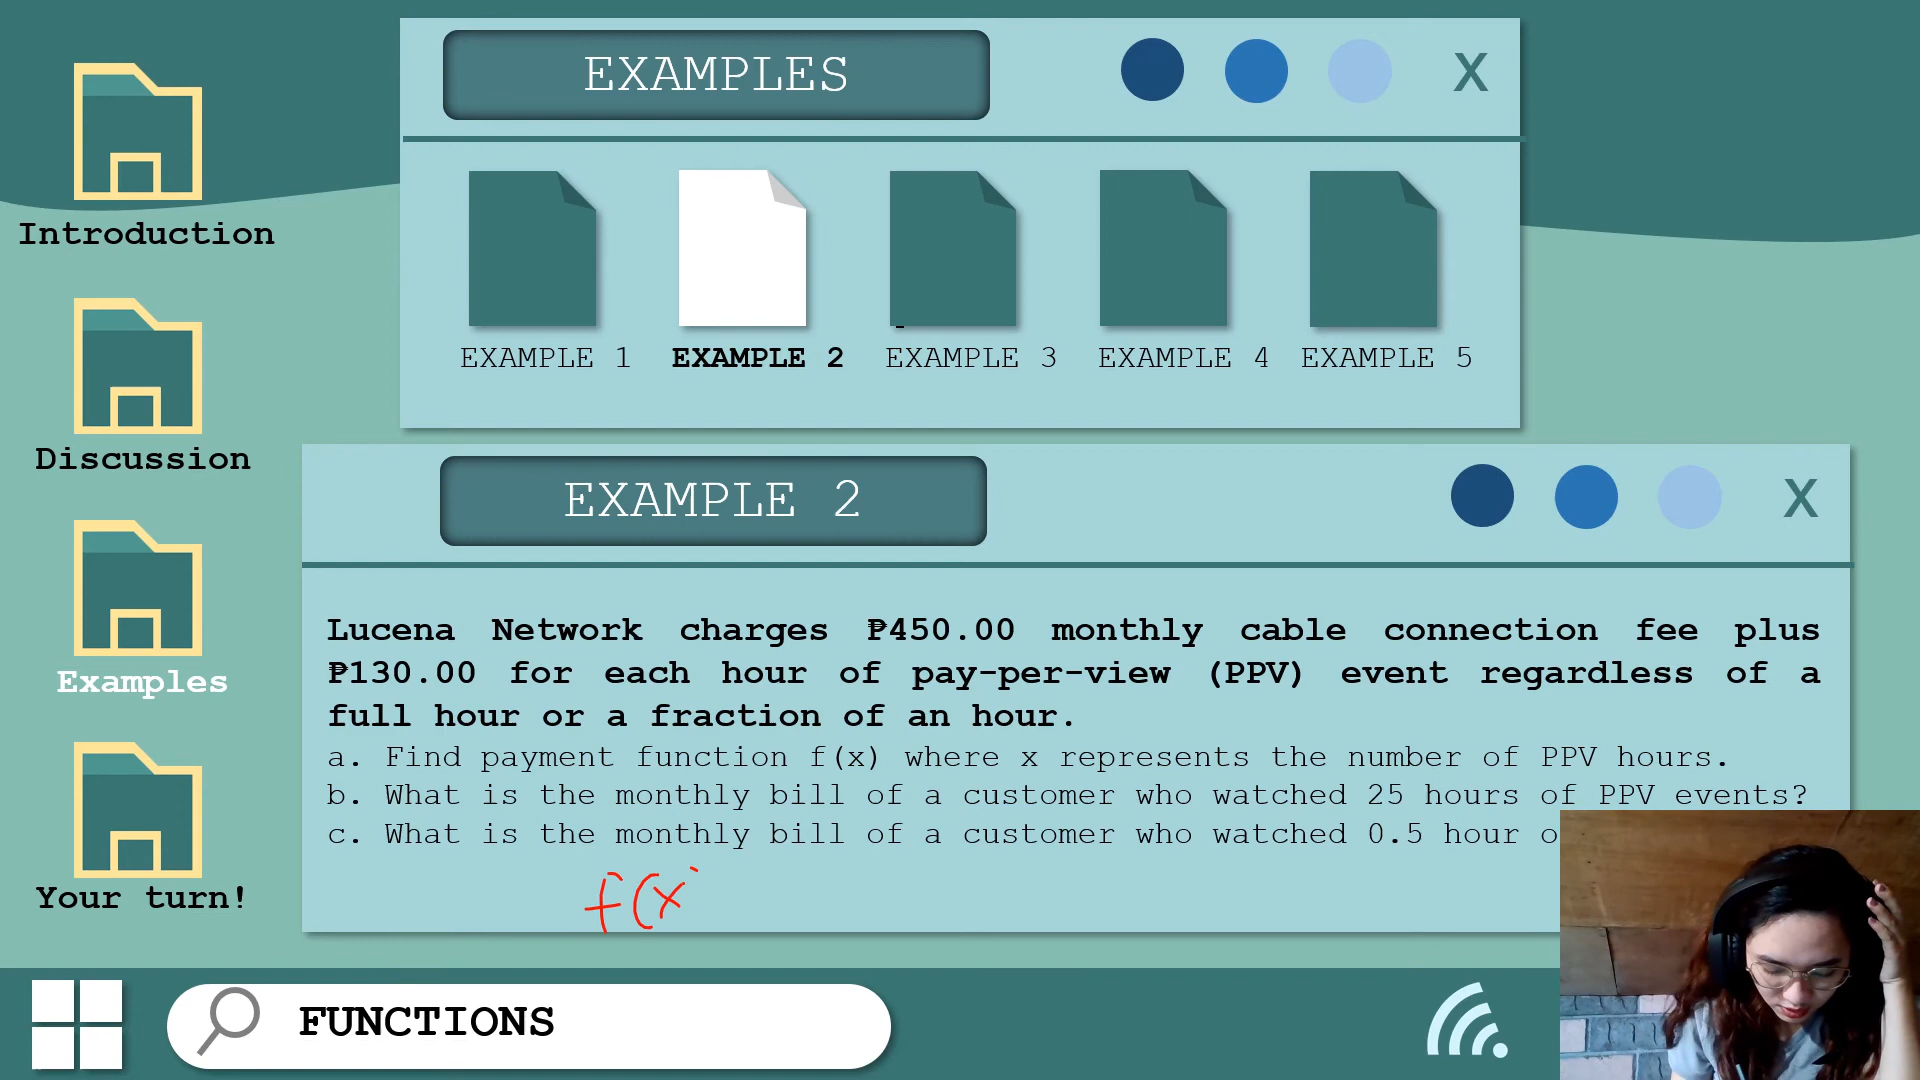 EXAMPLES
X
Introduction
EXAMPLE 1
EXAMPLE 2
EXAMPLE 3
EXAMPLE 4
EXAMPLE 5
Discussion
EXAMPLE 2
X
Lucena Network charges ₱450.00 monthly cable connection fee plus
₱130.00 for each hour of pay-per-view (PPV) event regardless of a
full hour or a fraction of an hour.
a. Find payment function f(x) where x represents the number of PPV hours.
b. What is the monthly bill of a customer who watched 25 hours of PPV events?
c. What is the monthly bill of a customer who watched 0.5 hour o
Examples
f(x
Your turn!
FUNCTIONS